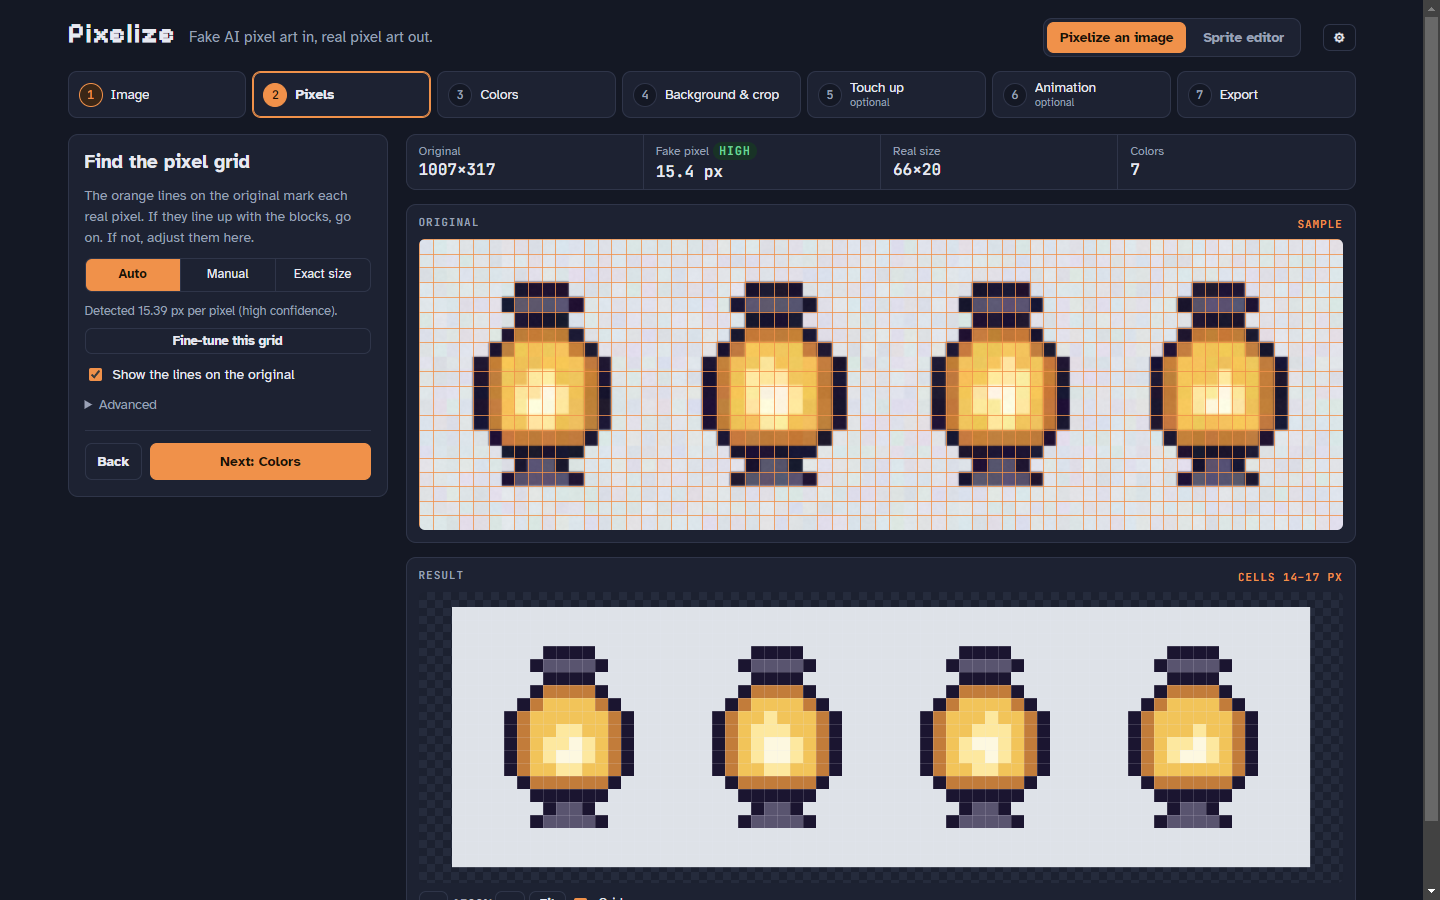 Pixelize
Fake AI pixel art in, real pixel art out.
Pixelize an image
Sprite editor
1 Image
2 Pixels
3 Colors
4 Background & crop
5 Touch up
optional
6 Animation
optional
7 Export
Find the pixel grid
The orange lines on the original mark each
real pixel. If they line up with the blocks, go
on. If not, adjust them here.
Auto
Manual
Exact size
Detected 15.39 px per pixel (high confidence).
Fine-tune this grid
Show the lines on the original
Advanced
Back
Next: Colors
Original
1007×317
Fake pixel HIGH
15.4 px
Real size
66×20
Colors
7
ORIGINAL
SAMPLE
RESULT
CELLS 14–17 PX